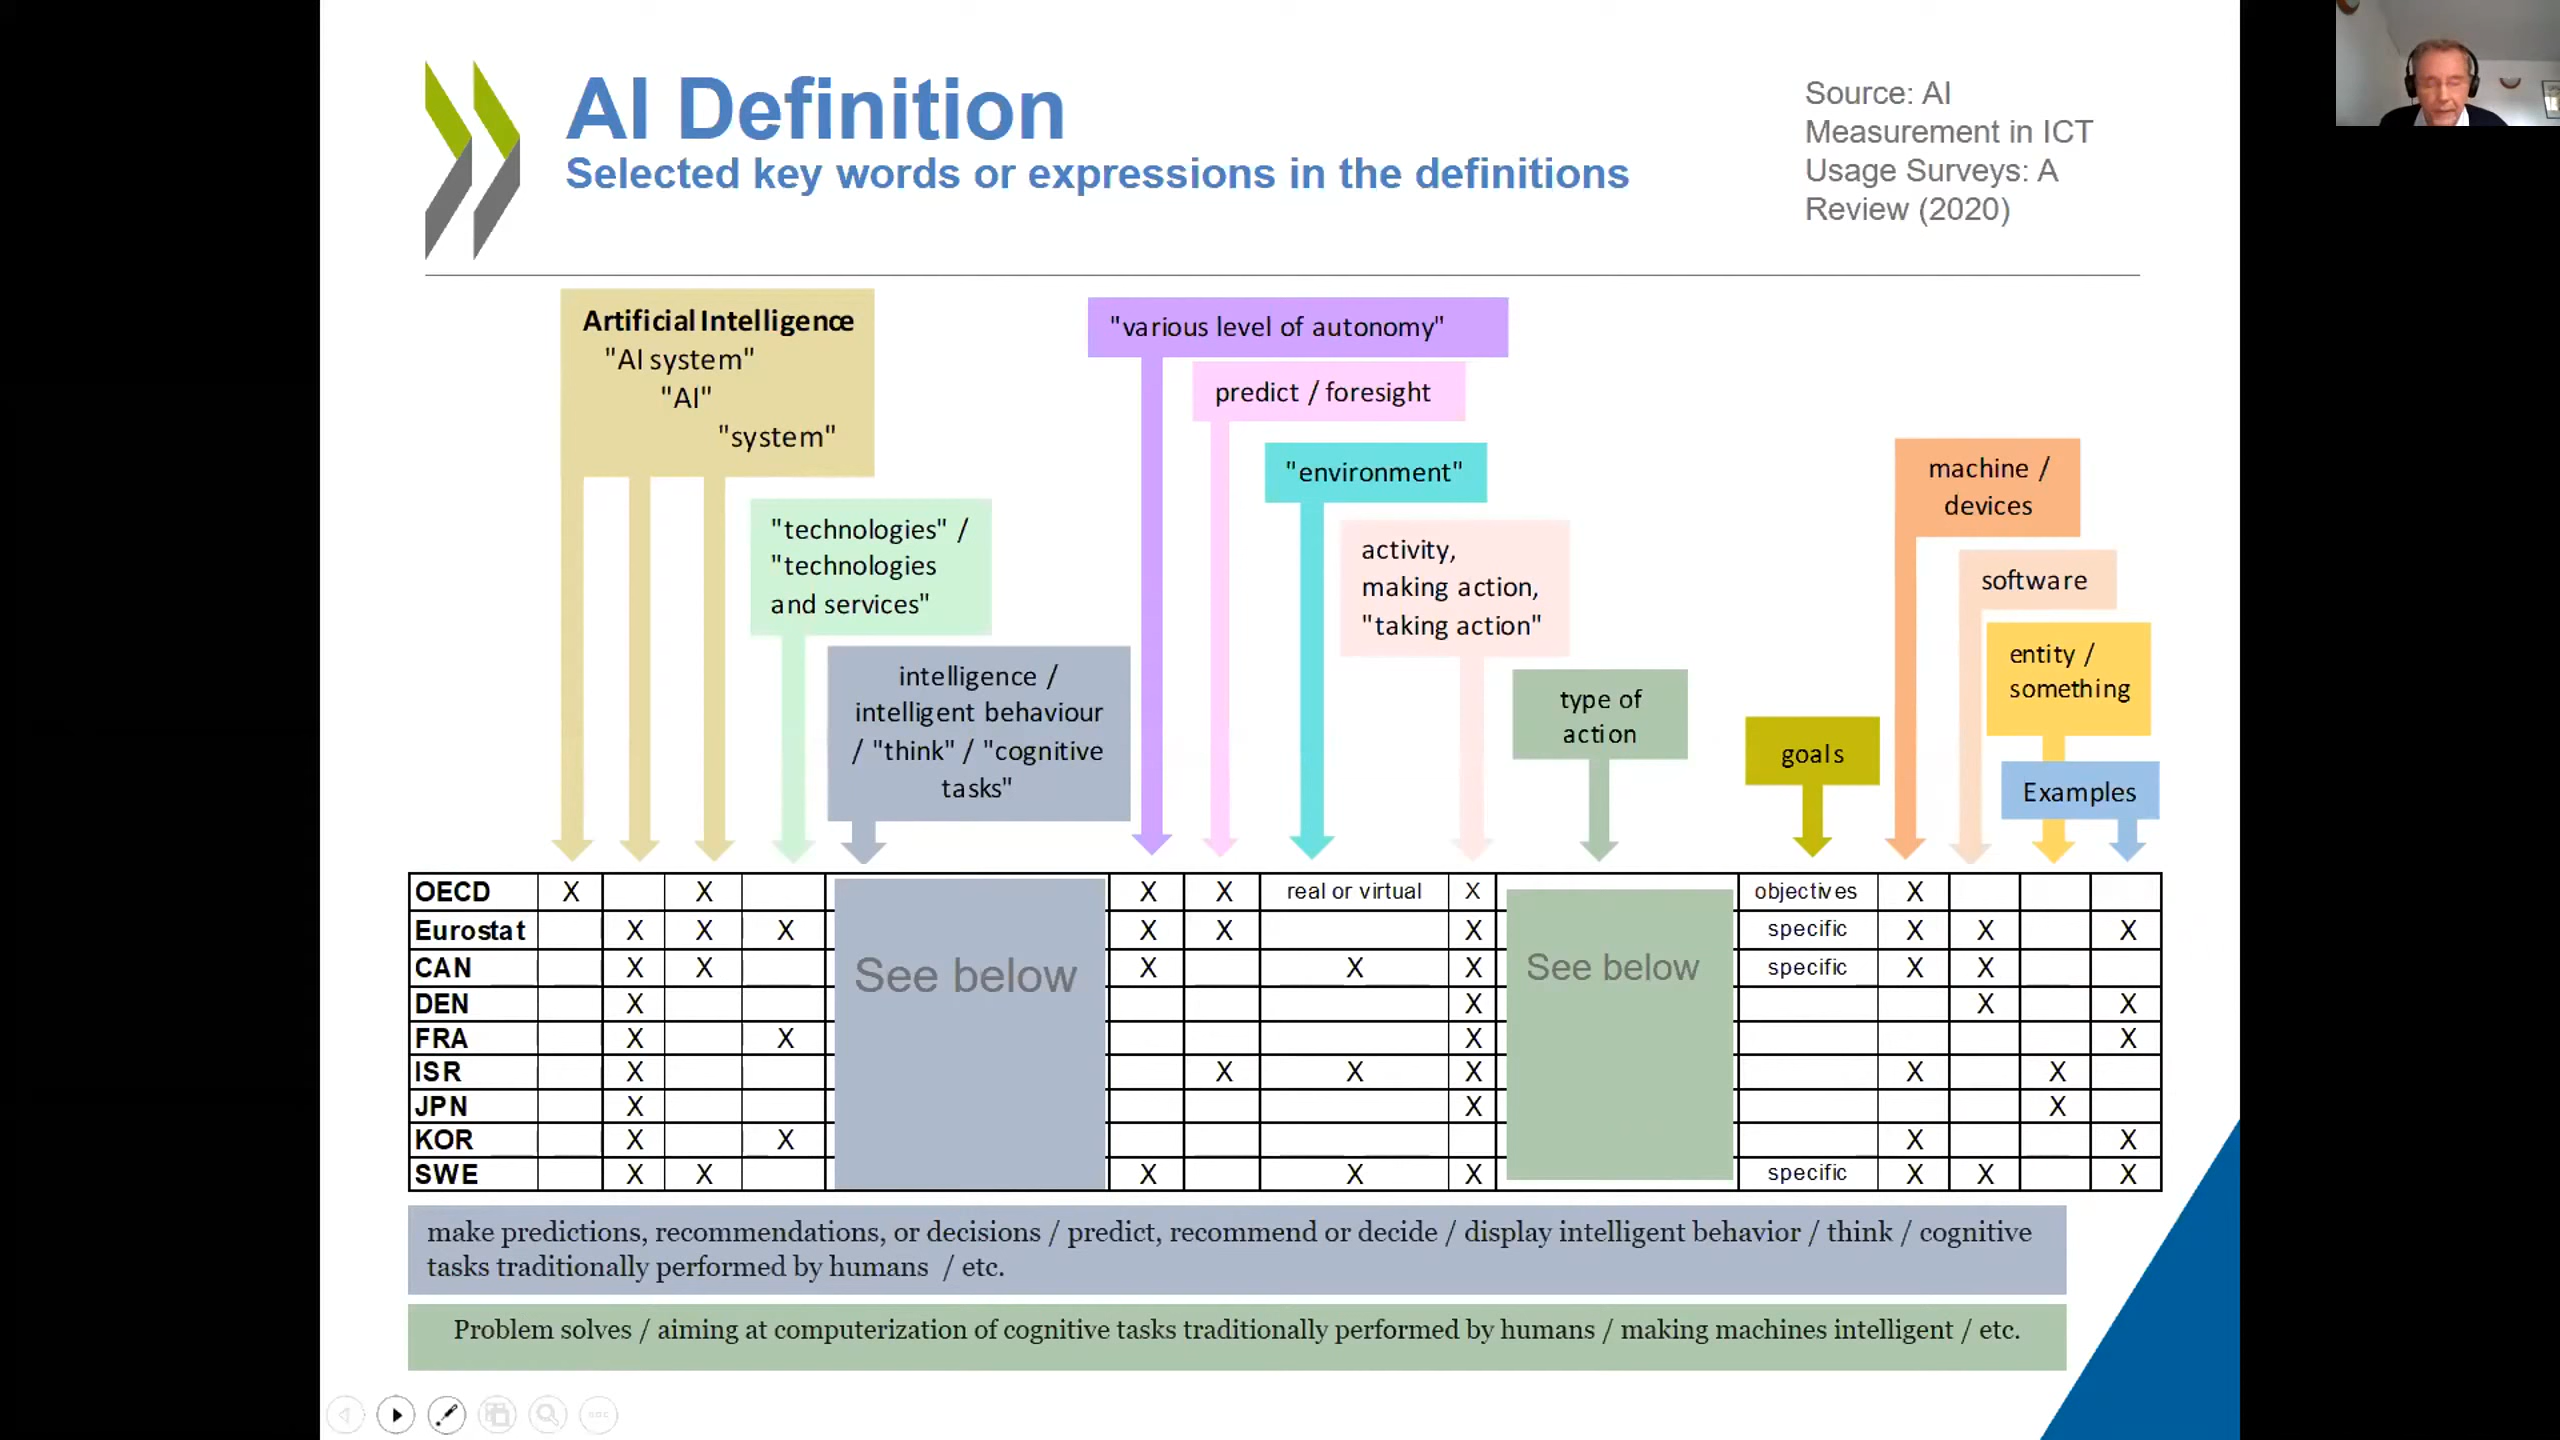 AI Definition
Selected key words or expressions in the definitions
Source: AI
Measurement in ICT
Usage Surveys: A
Review (2020)
Artificial Intelligence
"AI system"
"AI"
"system"
"technologies" /
"technologies
and services"
intelligence /
intelligent behaviour
/ "think" / "cognitive
tasks"
"various level of autonomy"
predict / foresight
"environment"
activity,
making action,
"taking action"
type of
action
goals
machine /
devices
software
entity /
something
Examples
OECD X X X X real or virtual X objectives X
Eurostat X X X X X X specific X X X
CAN X X X X X specific X X
DEN X X X X
FRA X X X X
ISR X X X X X X
JPN X X X
KOR X X X X
SWE X X X X X specific X X X
See below
See below
make predictions, recommendations, or decisions / predict, recommend or decide / display intelligent behavior / think / cognitive
tasks traditionally performed by humans / etc.
Problem solves / aiming at computerization of cognitive tasks traditionally performed by humans / making machines intelligent / etc.